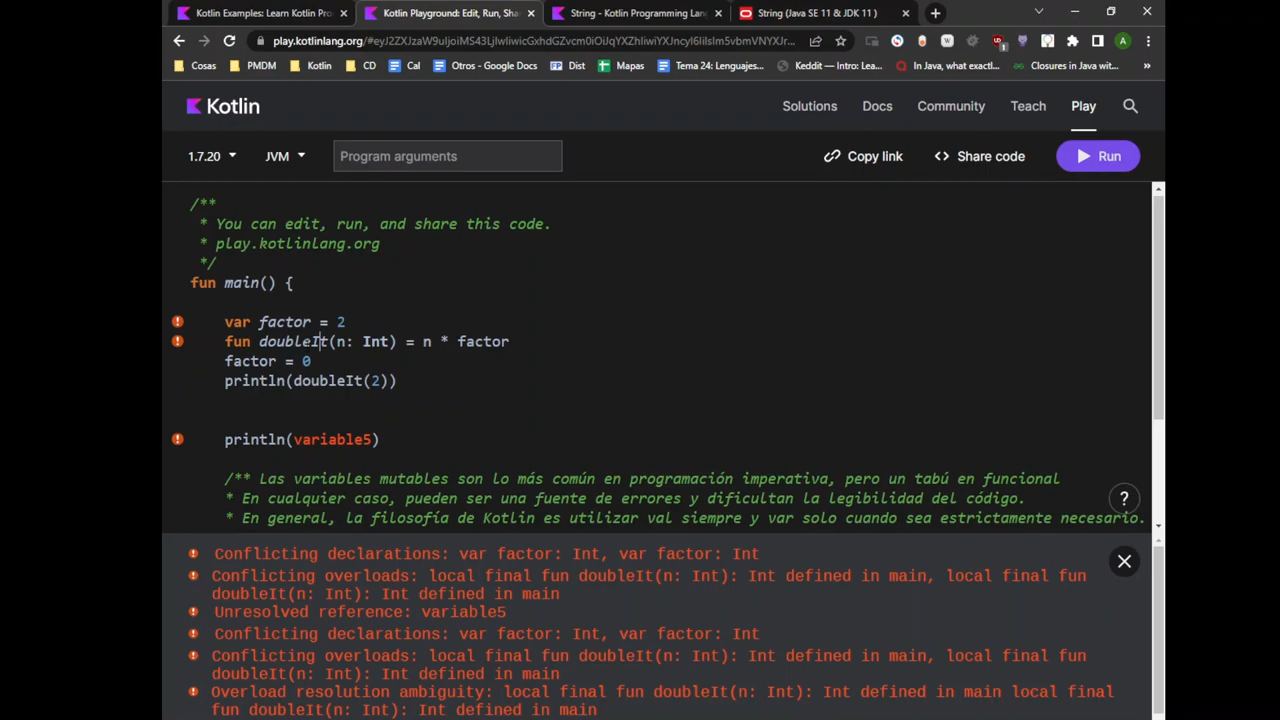 Kotlin Examples: Learn Kotlin Pro
Kotlin Playground: Edit, Run, Sha
String - Kotlin Programming Lang
String (Java SE 11 & JDK 11 )
play.kotlinlang.org/#eyJ2ZXJzaW9uIjoiMS43LjIwIiwicGxhdGZvcm0iOiJqYXZhIiwiYXJncyI6IiIsIm5vbmVNYXJr...
Cosas
PMDM
Kotlin
CD
Cal
Otros - Google Docs
Dist
Mapas
Tema 24: Lenguajes...
Keddit — Intro: Lea...
In Java, what exactl...
Closures in Java wit...
»
Kotlin
Solutions
Docs
Community
Teach
Play
1.7.20
JVM
Program arguments
Copy link
Share code
Run
/**
* You can edit, run, and share this code.
* play.kotlinlang.org
*/
fun main() {
var factor = 2
fun doubleIt(n: Int) = n * factor
factor = 0
println(doubleIt(2))
println(variable5)
/** Las variables mutables son lo más común en programación imperativa, pero un tabú en funcional
* En cualquier caso, pueden ser una fuente de errores y dificultan la legibilidad del código.
* En general, la filosofía de Kotlin es utilizar val siempre y var solo cuando sea estrictamente necesario.
?
Conflicting declarations: var factor: Int, var factor: Int
Conflicting overloads: local final fun doubleIt(n: Int): Int defined in main, local final fun
doubleIt(n: Int): Int defined in main
Unresolved reference: variable5
Conflicting declarations: var factor: Int, var factor: Int
Conflicting overloads: local final fun doubleIt(n: Int): Int defined in main, local final fun
doubleIt(n: Int): Int defined in main
Overload resolution ambiguity: local final fun doubleIt(n: Int): Int defined in main local final
fun doubleIt(n: Int): Int defined in main